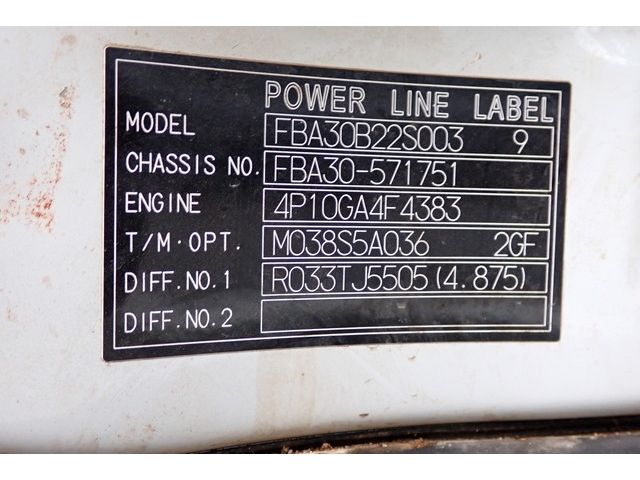 POWER LINE LABEL
MODEL FBA30B22S003 9
CHASSIS NO. FBA30-571751
ENGINE 4P10GA4F4383
T/M·OPT. M038S5A036 2GF
DIFF.NO.1 R033TJ5505(4.875)
DIFF.NO.2